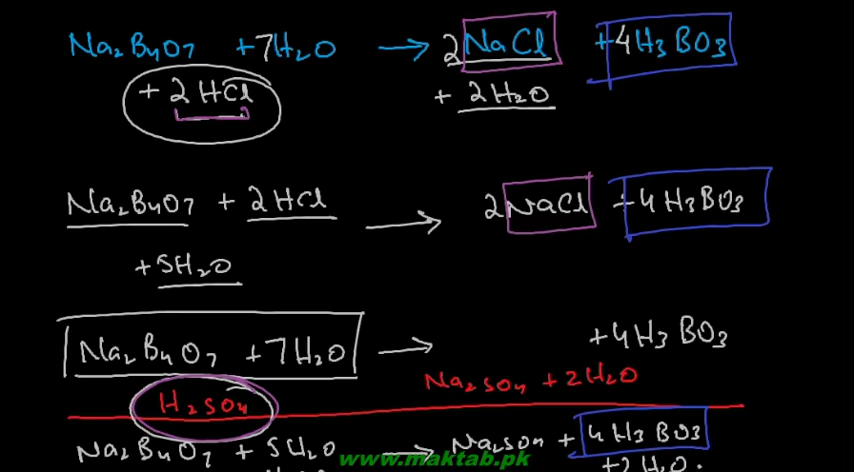 Na2B4O7 + 7H2O → 2NaCl + 4H3BO3
+ 2HCl + 2H2O
Na2B4O7 + 2HCl → 2NaCl + 4H3BO3
+ 5H2O
Na2B4O7 + 7H2O → + 4H3BO3
H2SO4 Na2SO4 + 2H2O
Na2B4O7 + 5H2O → Na2SO4 + 4H3BO3
+2H2O.
www.maktab.pk